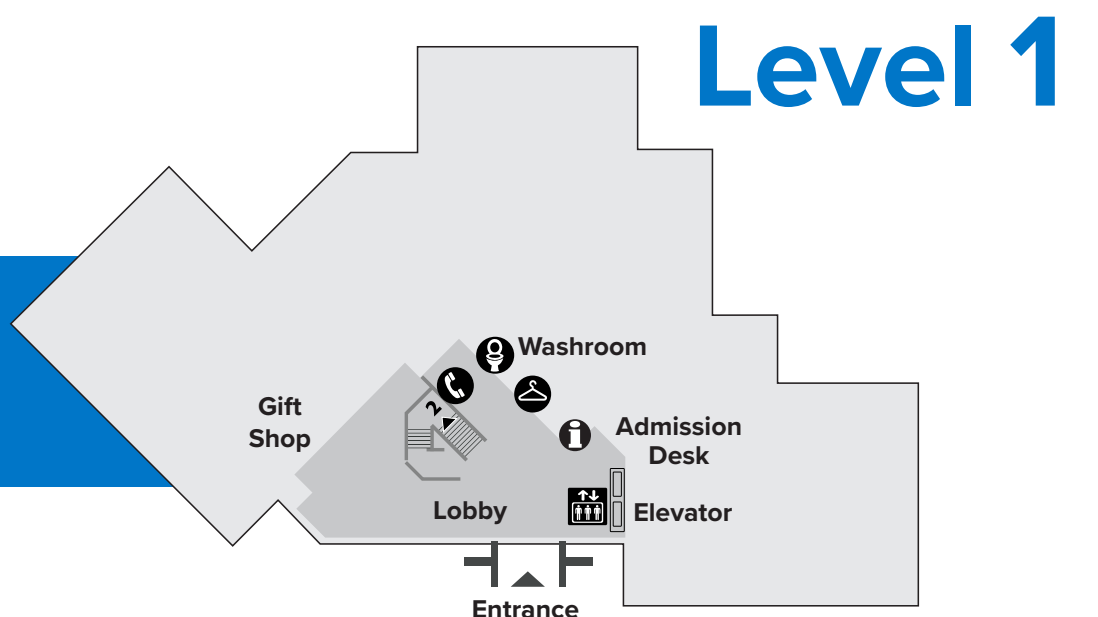 Level 1
Washroom
2
Gift
Shop
Admission
Desk
Lobby
Elevator
Entrance